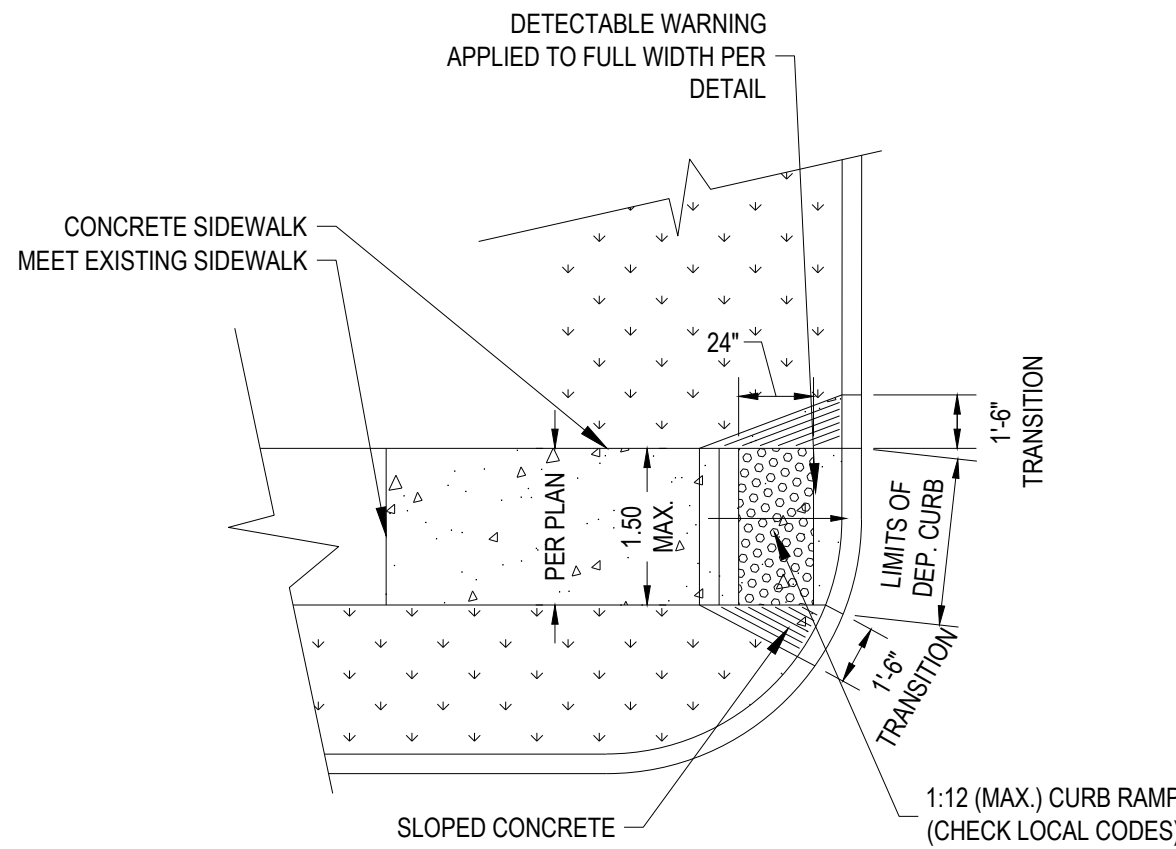 DETECTABLE WARNING
APPLIED TO FULL WIDTH PER
DETAIL
CONCRETE SIDEWALK
MEET EXISTING SIDEWALK
24"
1'-6"
TRANSITION
PER PLAN
1.50
MAX.
LIMITS OF
DEP. CURB
1'-6"
TRANSITION
SLOPED CONCRETE
1:12 (MAX.) CURB RAMP
(CHECK LOCAL CODES)